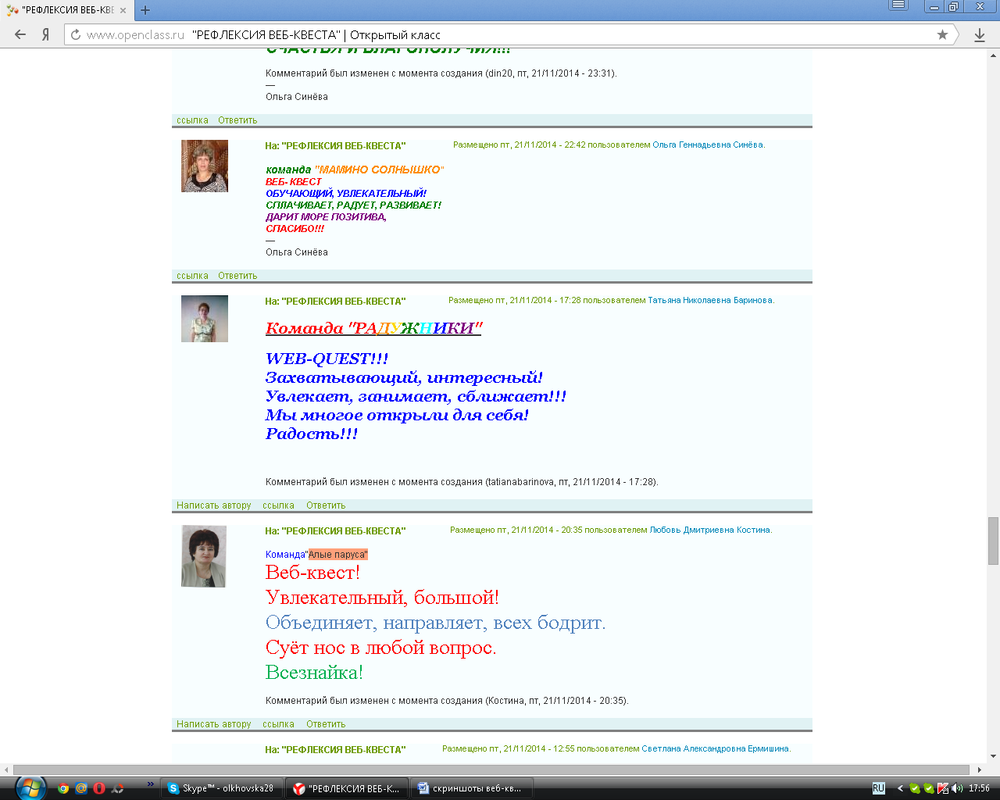 "РЕФЛЕКСИЯ ВЕБ-КВЕ
www.openclass.ru "РЕФЛЕКСИЯ ВЕБ-КВЕСТА" | Открытый класс
СЧАСТЬЯ И БЛАГОПОЛУЧИЯ!!!
Комментарий был изменен с момента создания (din20, пт, 21/11/2014 - 23:31).
—
Ольга Синёва
ссылка Ответить
На: "РЕФЛЕКСИЯ ВЕБ-КВЕСТА" Размещено пт, 21/11/2014 - 22:42 пользователем Ольга Геннадьевна Синёва.
команда "МАМИНО СОЛНЫШКО"
ВЕБ- КВЕСТ
ОБУЧАЮЩИЙ, УВЛЕКАТЕЛЬНЫЙ!
СПЛАЧИВАЕТ, РАДУЕТ, РАЗВИВАЕТ!
ДАРИТ МОРЕ ПОЗИТИВА,
СПАСИБО!!!
—
Ольга Синёва
ссылка Ответить
На: "РЕФЛЕКСИЯ ВЕБ-КВЕСТА" Размещено пт, 21/11/2014 - 17:28 пользователем Татьяна Николаевна Баринова.
Команда "РАДУЖНИКИ"
WEB-QUEST!!!
Захватывающий, интересный!
Увлекает, занимает, сближает!!!
Мы многое открыли для себя!
Радость!!!
Комментарий был изменен с момента создания (tatianabarinova, пт, 21/11/2014 - 17:28).
Написать автору ссылка Ответить
На: "РЕФЛЕКСИЯ ВЕБ-КВЕСТА" Размещено пт, 21/11/2014 - 20:35 пользователем Любовь Дмитриевна Костина.
Команда"Алые паруса"
Веб-квест!
Увлекательный, большой!
Объединяет, направляет, всех бодрит.
Суёт нос в любой вопрос.
Всезнайка!
Комментарий был изменен с момента создания (Костина, пт, 21/11/2014 - 20:35).
Написать автору ссылка Ответить
На: "РЕФЛЕКСИЯ ВЕБ-КВЕСТА" Размещено пт, 21/11/2014 - 12:55 пользователем Светлана Александровна Ермишина.
Skype™ - olkhovska28 "РЕФЛЕКСИЯ ВЕБ-К... скриншоты веб-кв... RU 17:56